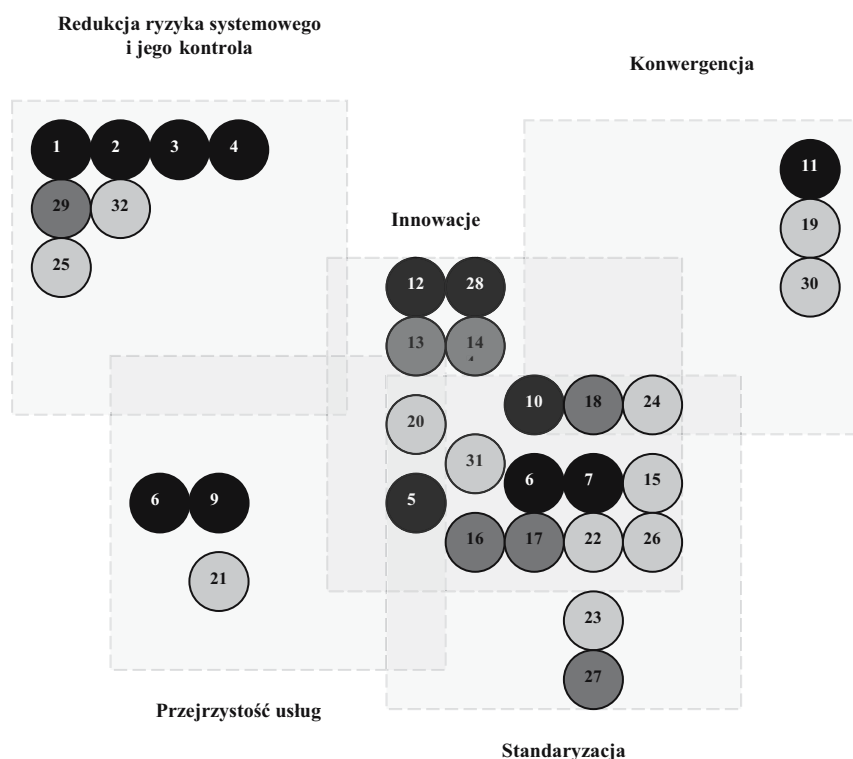 Redukcja ryzyka systemowego
i jego kontrola
Konwergencja
1 2 3 4
11
29 32
19
Innowacje
25
12 28
30
13 14
10 18 24
20
31
6 7 15
6 9
5
16 17 22 26
21
23
27
Przejrzystość usług
Standaryzacja